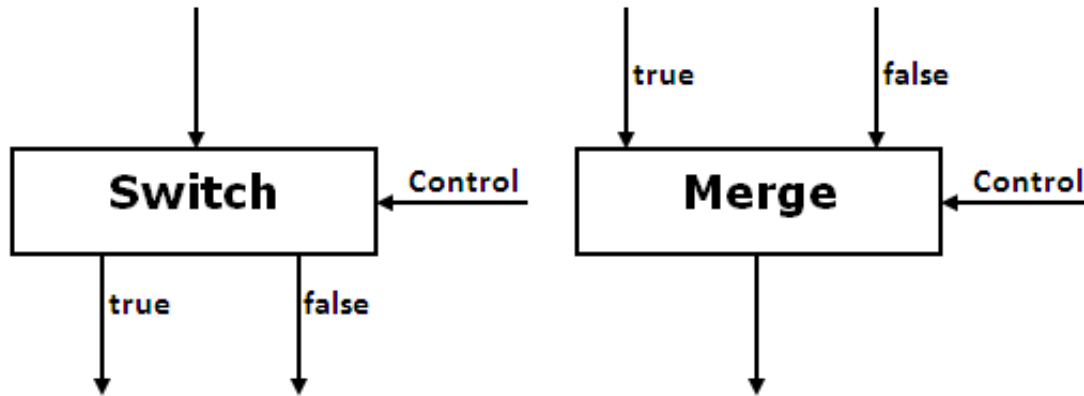 true
false
Switch
Control
Merge
Control
true
false